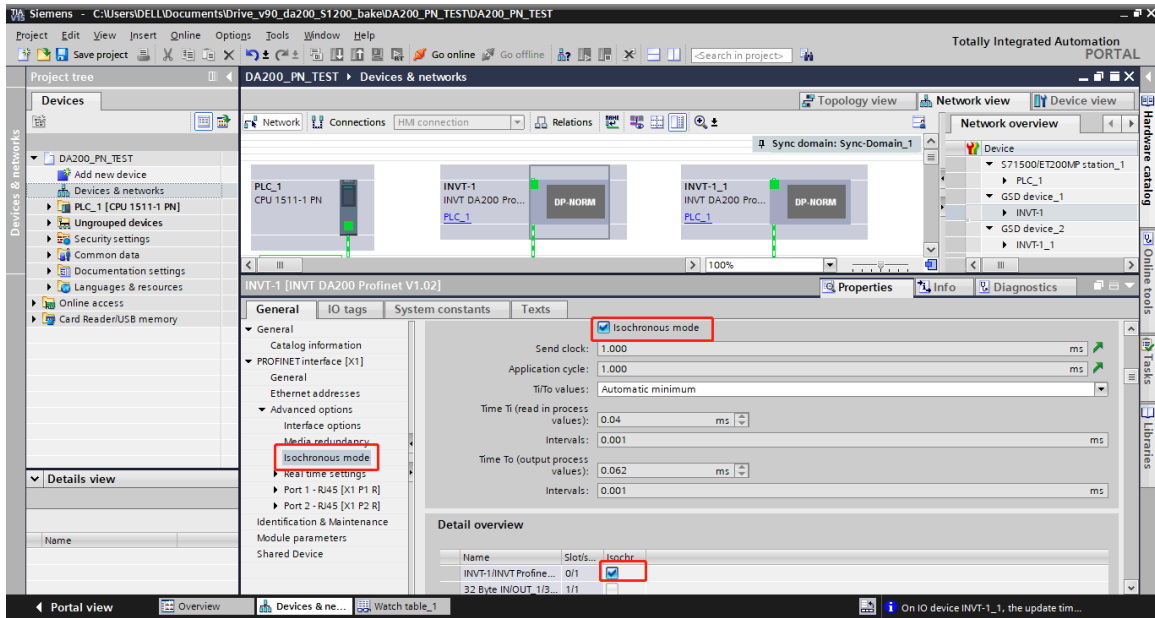 Siemens - C:\Users\DELL\Documents\Drive_v90_da200_S1200_bake\DA200_PN_TEST\DA200_PN_TEST
Project Edit View Insert Online Options Tools Window Help
Totally Integrated Automation
PORTAL
Save project
Go online
Go offline
<Search in project>
Project tree
DA200_PN_TEST
Devices & networks
Devices
Topology view
Network view
Device view
Network
Connections
HMI connection
Relations
Network overview
Sync domain: Sync-Domain_1
Device
DA200_PN_TEST
Add new device
Devices & networks
PLC_1 [CPU 1511-1 PN]
Ungrouped devices
Security settings
Common data
Documentation settings
Languages & resources
Online access
Card Reader/USB memory
PLC_1
CPU 1511-1 PN
INVT-1
INVT DA200 Pro...
PLC_1
DP-NORM
INVT-1_1
INVT DA200 Pro...
PLC_1
DP-NORM
S71500/ET200MP station_1
PLC_1
GSD device_1
INVT-1
GSD device_2
INVT-1_1
100%
INVT-1 [INVT DA200 Profinet V1.02]
Properties
Info
Diagnostics
General
IO tags
System constants
Texts
General
Catalog information
PROFINET interface [X1]
General
Ethernet addresses
Advanced options
Interface options
Media redundancy
Isochronous mode
Real time settings
Port 1 - RJ45 [X1 P1 R]
Port 2 - RJ45 [X1 P2 R]
Identification & Maintenance
Module parameters
Shared Device
Isochronous mode
Send clock: 1.000 ms
Application cycle: 1.000 ms
Ti/To values: Automatic minimum
Time Ti (read in process
values): 0.04 ms
Intervals: 0.001 ms
Time To (output process
values): 0.062 ms
Intervals: 0.001 ms
Detail overview
Name Slot/s... Isochr...
INVT-1/INVT Profine... 0/1
32 Byte IN/OUT_1/3... 1/1
Details view
Name
Devices & networks
Hardware catalog
Online tools
Tasks
Libraries
Portal view
Overview
Devices & ne...
Watch table_1
On IO device INVT-1_1, the update tim...